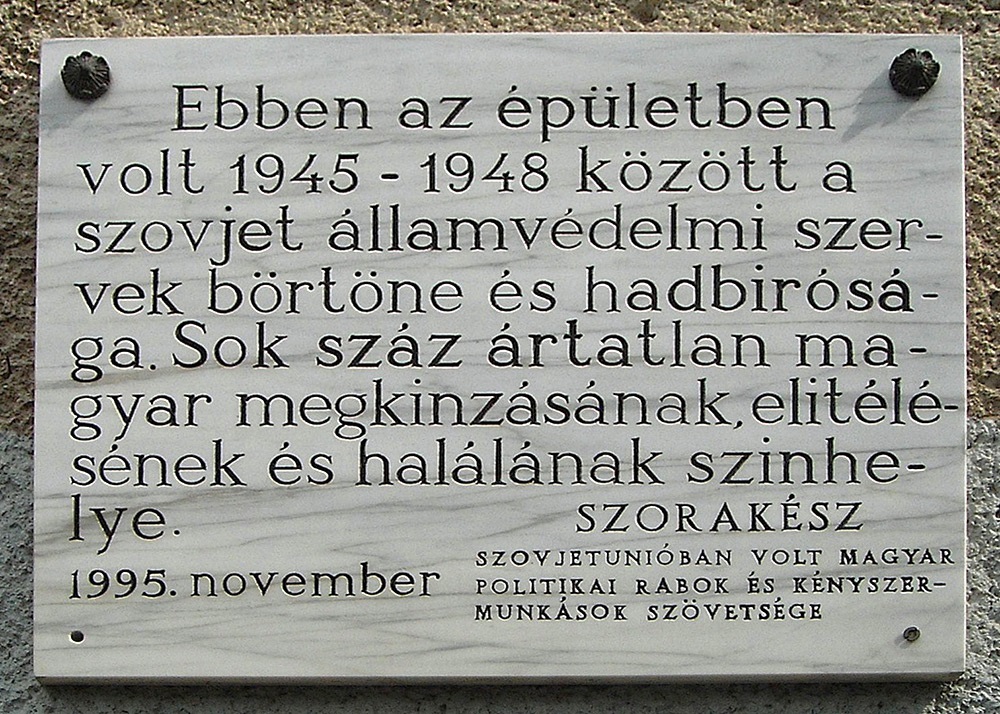 Ebben az épületben
volt 1945 - 1948 között a
szovjet államvédelmi szer-
vek börtöne és hadbirósá-
ga. Sok száz ártatlan ma-
gyar megkinzásának, elitélé-
sének és halálának szinhe-
lye.
SZORAKÉSZ
1995. november
SZOVJETUNIÓBAN VOLT MAGYAR
POLITIKAI RABOK ÉS KÉNYSZER-
MUNKÁSOK SZÖVETSÉGE